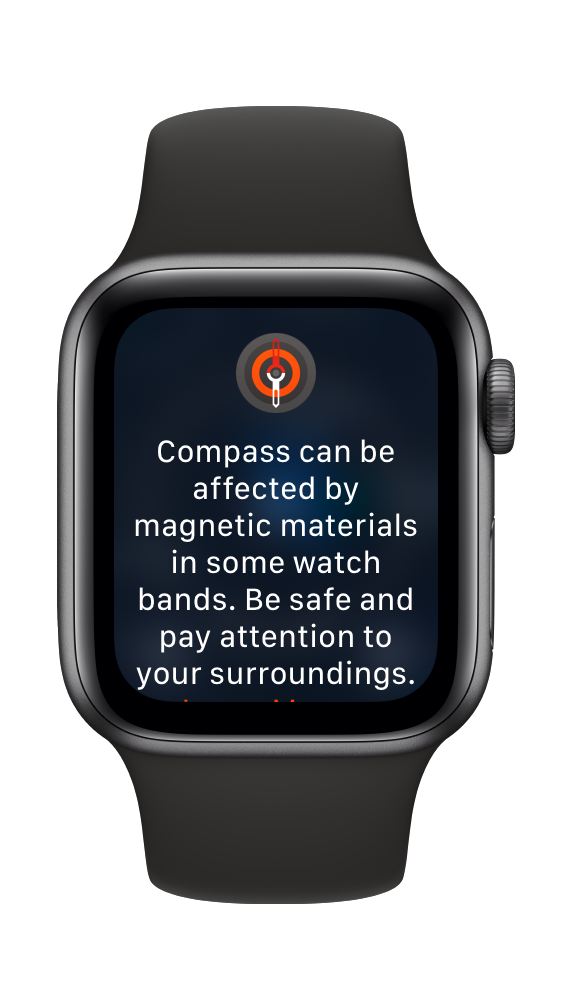 Compass can be
affected by
magnetic materials
in some watch
bands. Be safe and
pay attention to
your surroundings.